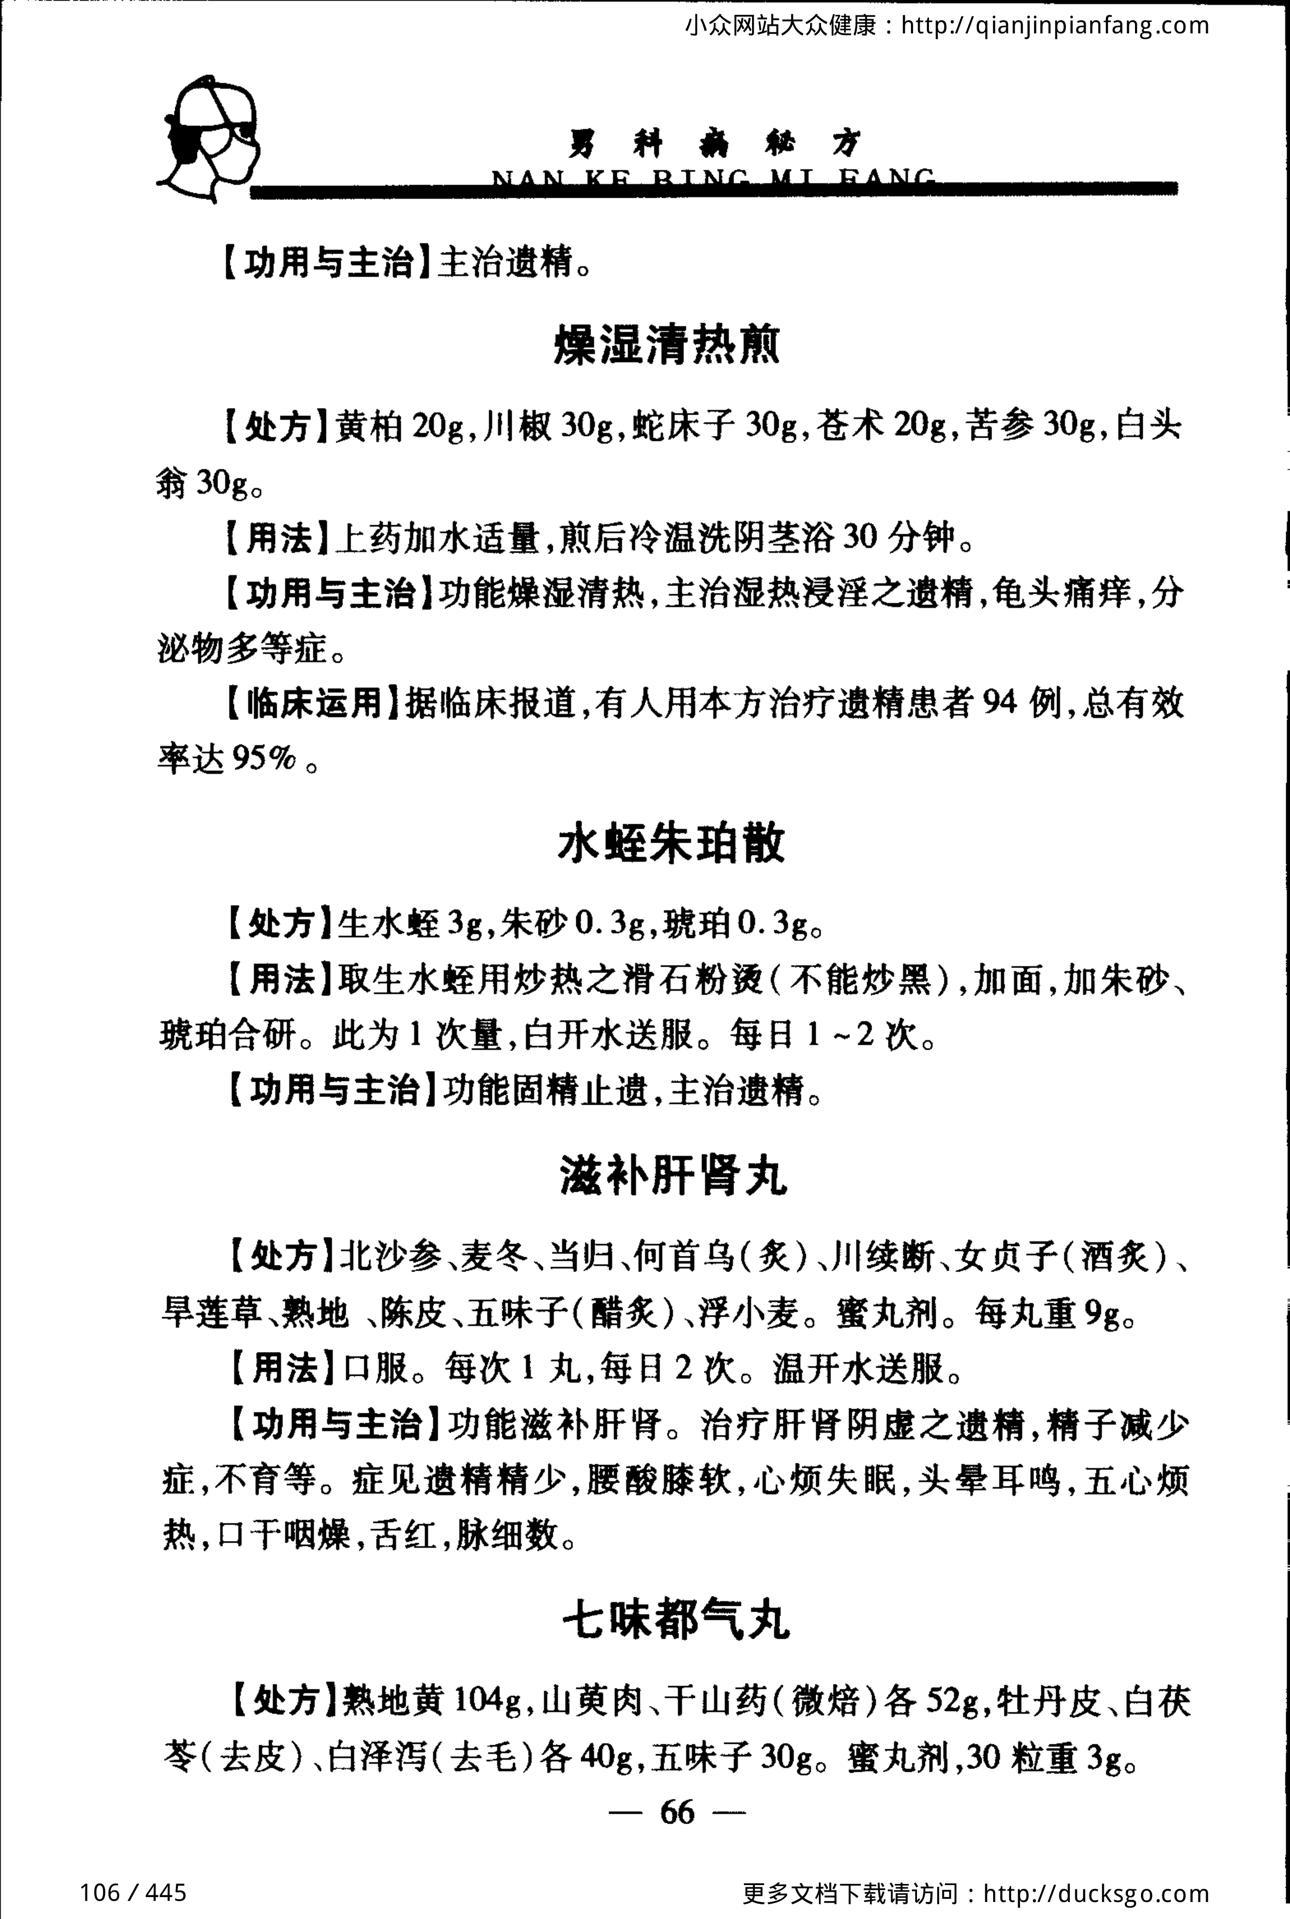 小众网站大众健康：http://qianjinpianfang.com
男科病秘方
NAN KE BING MI FANG
【功用与主治】主治遗精。
燥湿清热煎
【处方】黄柏 20g,川椒 30g,蛇床子 30g,苍术 20g,苦参 30g,白头
翁 30g。
【用法】上药加水适量,煎后冷温洗阴茎浴 30 分钟。
【功用与主治】功能燥湿清热,主治湿热浸淫之遗精,龟头痛痒,分
泌物多等症。
【临床运用】据临床报道,有人用本方治疗遗精患者 94 例,总有效
率达 95%。
水蛭朱珀散
【处方】生水蛭 3g,朱砂 0.3g,琥珀 0.3g。
【用法】取生水蛭用炒热之滑石粉烫(不能炒黑),加面,加朱砂、
琥珀合研。此为 1 次量,白开水送服。每日 1～2 次。
【功用与主治】功能固精止遗,主治遗精。
滋补肝肾丸
【处方】北沙参、麦冬、当归、何首乌(炙)、川续断、女贞子(酒炙)、
旱莲草、熟地、陈皮、五味子(醋炙)、浮小麦。蜜丸剂。每丸重 9g。
【用法】口服。每次 1 丸,每日 2 次。温开水送服。
【功用与主治】功能滋补肝肾。治疗肝肾阴虚之遗精,精子减少
症,不育等。症见遗精精少,腰酸膝软,心烦失眠,头晕耳鸣,五心烦
热,口干咽燥,舌红,脉细数。
七味都气丸
【处方】熟地黄 104g,山萸肉、干山药(微焙)各 52g,牡丹皮、白茯
苓(去皮)、白泽泻(去毛)各 40g,五味子 30g。蜜丸剂,30 粒重 3g。
— 66 —
106 / 445
更多文档下载请访问：http://ducksgo.com